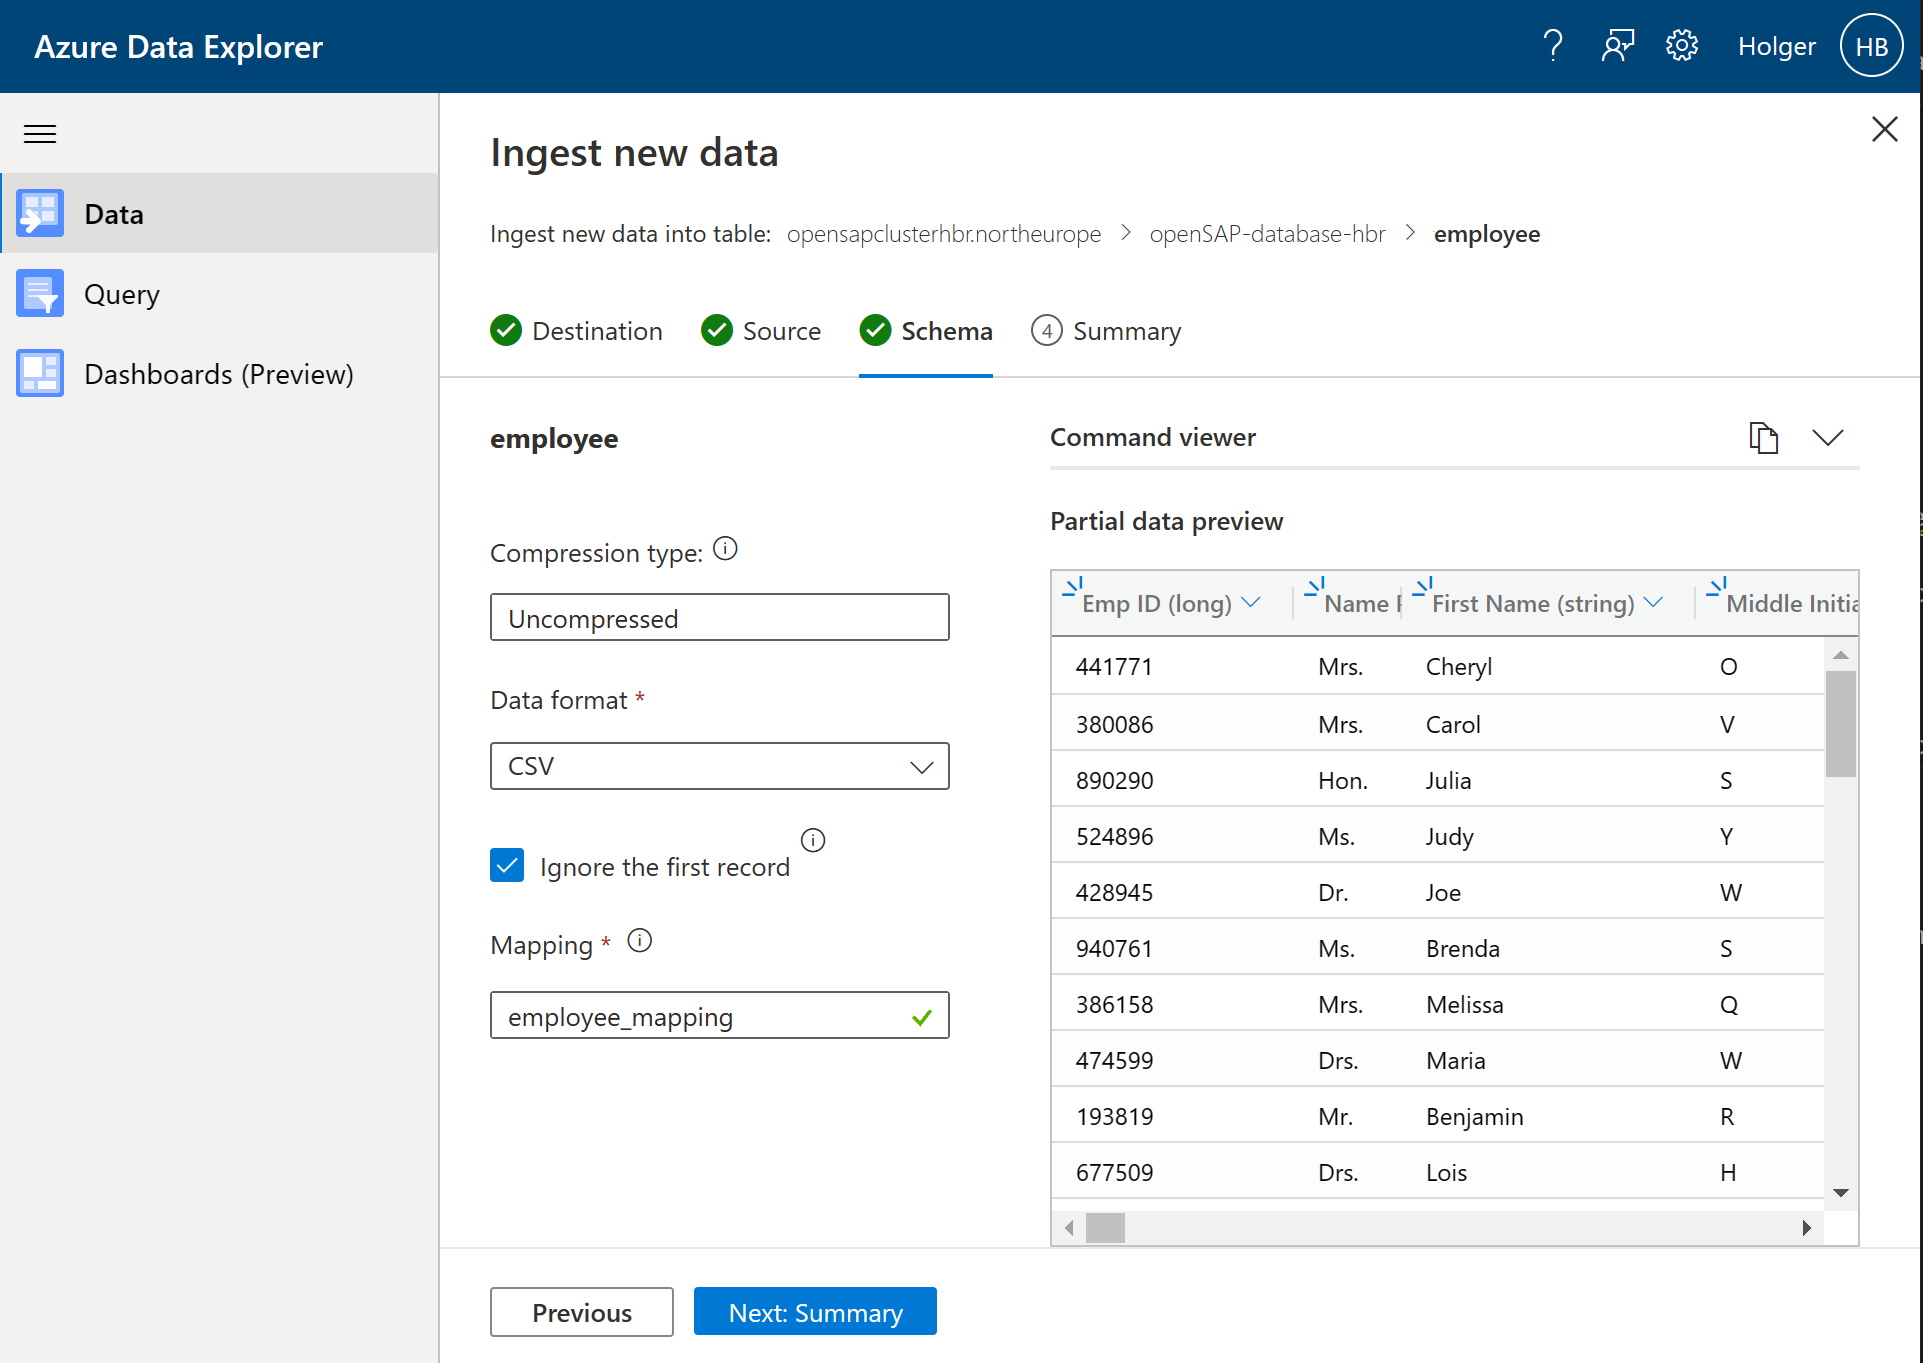 Azure Data Explorer
Holger HB
Data
Query
Dashboards (Preview)
Ingest new data
Ingest new data into table: opensapclusterhbr.northeurope > openSAP-database-hbr > employee
Destination Source Schema 4 Summary
employee
Compression type:
Uncompressed
Data format *
CSV
Ignore the first record
Mapping *
employee_mapping
Command viewer
Partial data preview
Emp ID (long) Name First Name (string) Middle Initia
441771 Mrs. Cheryl O
380086 Mrs. Carol V
890290 Hon. Julia S
524896 Ms. Judy Y
428945 Dr. Joe W
940761 Ms. Brenda S
386158 Mrs. Melissa Q
474599 Drs. Maria W
193819 Mr. Benjamin R
677509 Drs. Lois H
Previous Next: Summary